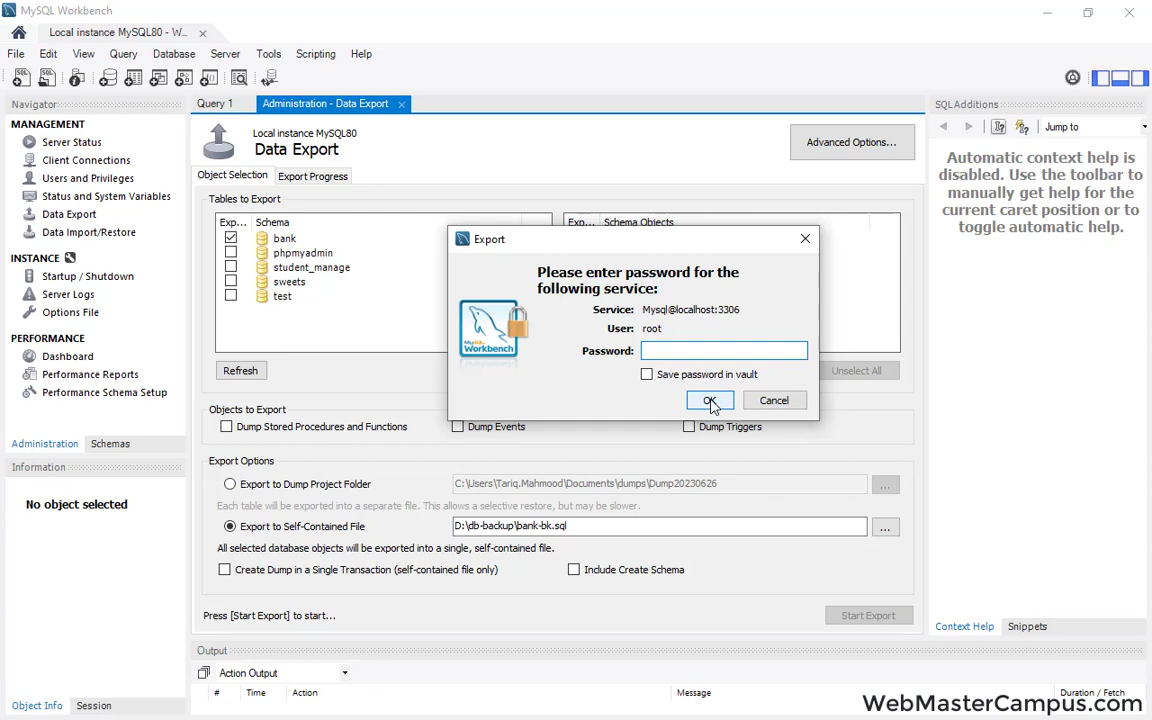 MySQL Workbench
Local instance MySQL80 - W...
File Edit View Query Database Server Tools Scripting Help
Navigator
MANAGEMENT
Server Status
Client Connections
Users and Privileges
Status and System Variables
Data Export
Data Import/Restore
INSTANCE
Startup / Shutdown
Server Logs
Options File
PERFORMANCE
Dashboard
Performance Reports
Performance Schema Setup
Administration Schemas
Information
No object selected
Object Info Session
Query 1 Administration - Data Export
Local instance MySQL80
Data Export
Advanced Options...
Object Selection Export Progress
Tables to Export
Exp... Schema
bank
phpmyadmin
student_manage
sweets
test
Exp... Schema Objects
Refresh
Unselect All
Export
Please enter password for the
following service:
Service: Mysql@localhost:3306
User: root
Password:
Save password in vault
OK Cancel
MySQL
Workbench
Objects to Export
Dump Stored Procedures and Functions Dump Events Dump Triggers
Export Options
Export to Dump Project Folder C:\Users\Tariq.Mahmood\Documents\dumps\Dump20230626 ...
Each table will be exported into a separate file. This allows a selective restore, but may be slower.
Export to Self-Contained File D:\db-backup\bank-bk.sql ...
All selected database objects will be exported into a single, self-contained file.
Create Dump in a Single Transaction (self-contained file only) Include Create Schema
Press [Start Export] to start...
Start Export
Output
Action Output
# Time Action Message Duration / Fetch
SQLAdditions
Jump to
Automatic context help is
disabled. Use the toolbar to
manually get help for the
current caret position or to
toggle automatic help.
Context Help Snippets
WebMasterCampus.com